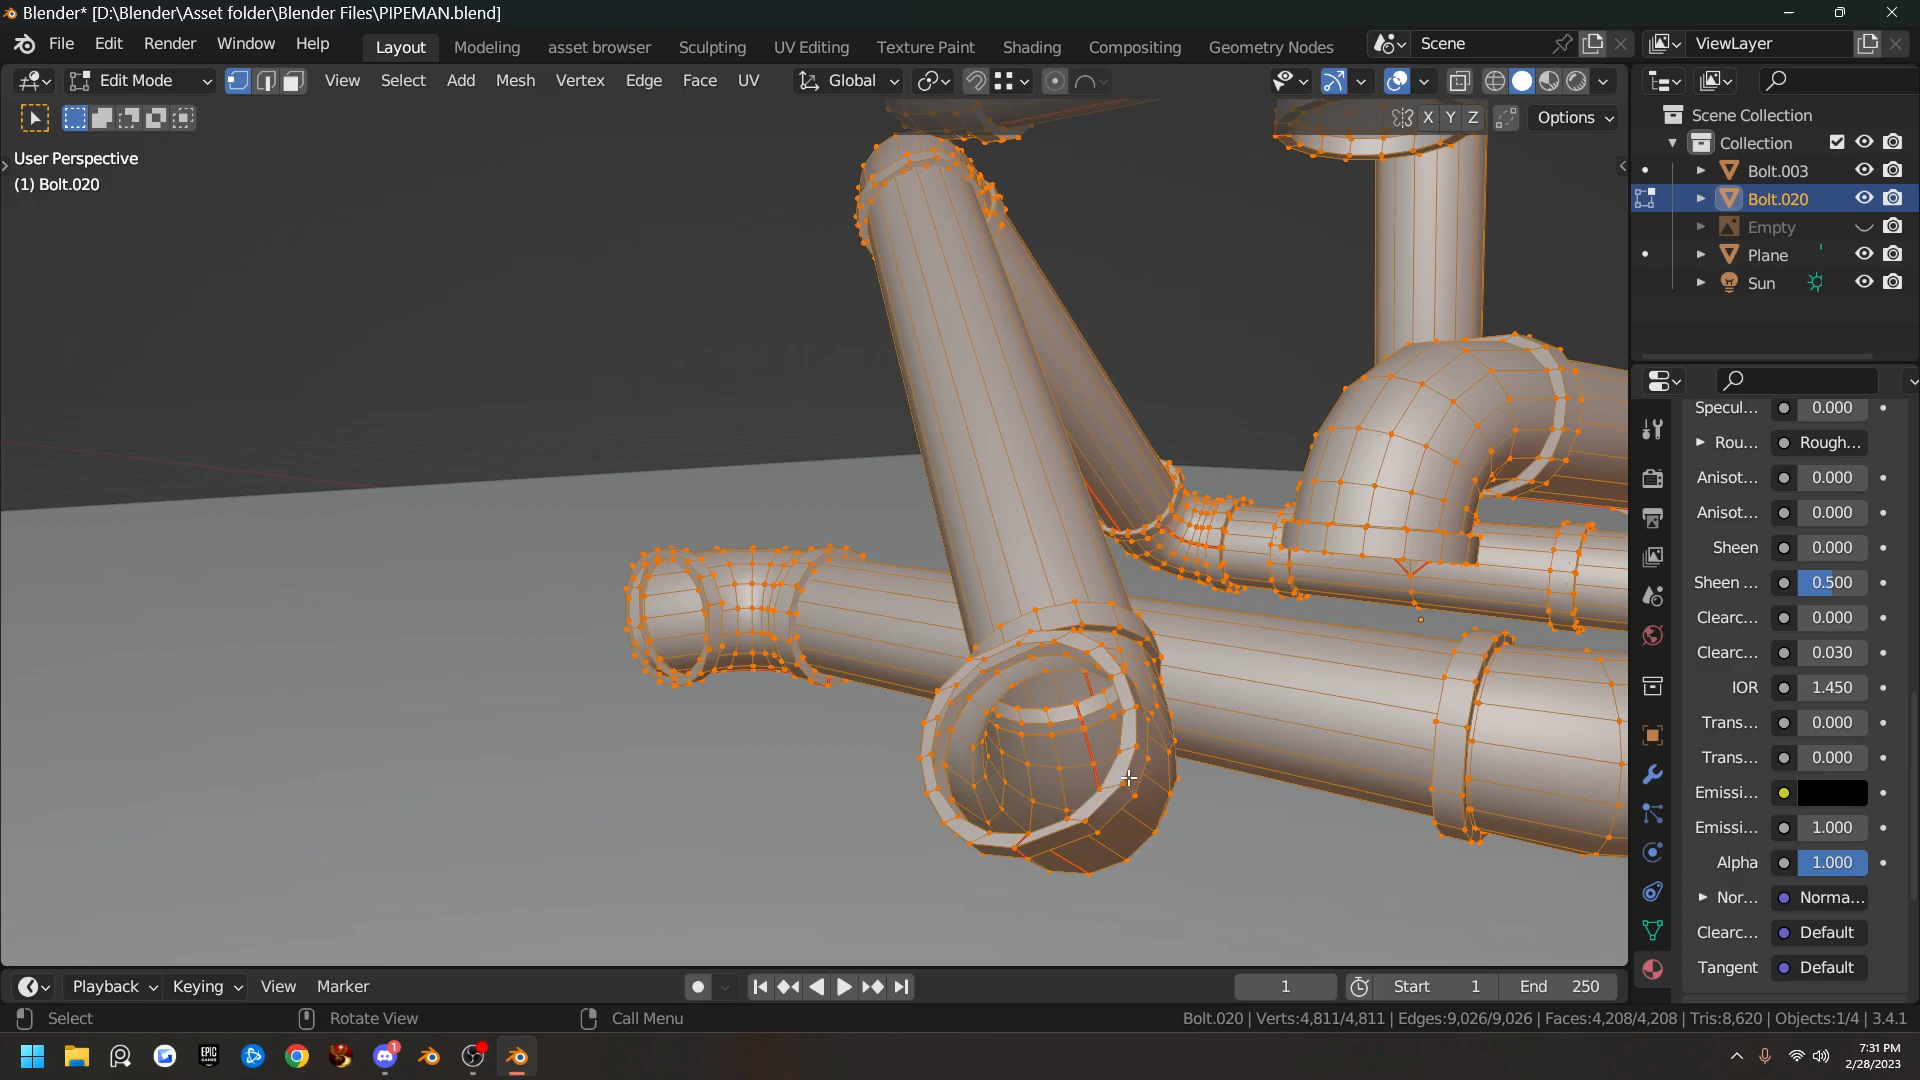 Blender* [D:\Blender\Asset folder\Blender Files\PIPEMAN.blend]
File Edit Render Window Help Layout Modeling asset browser Sculpting UV Editing Texture Paint Shading Compositing Geometry Nodes Scene ViewLayer
Edit Mode View Select Add Mesh Vertex Edge Face UV Global
X Y Z Options
User Perspective
(1) Bolt.020
Scene Collection
Collection
Bolt.003
Bolt.020
Empty
Plane
Sun
Specul... 0.000
Rou... Rough...
Anisot... 0.000
Anisot... 0.000
Sheen 0.000
Sheen ... 0.500
Clearc... 0.000
Clearc... 0.030
IOR 1.450
Trans... 0.000
Trans... 0.000
Emissi...
Emissi... 1.000
Alpha 1.000
Nor... Norma...
Clearc... Default
Tangent Default
Playback Keying View Marker 1 Start 1 End 250
Select Rotate View Call Menu Bolt.020 | Verts:4,811/4,811 | Edges:9,026/9,026 | Faces:4,208/4,208 | Tris:8,620 | Objects:1/4 | 3.4.1
EPIC GAMES
1
7:31 PM
2/28/2023